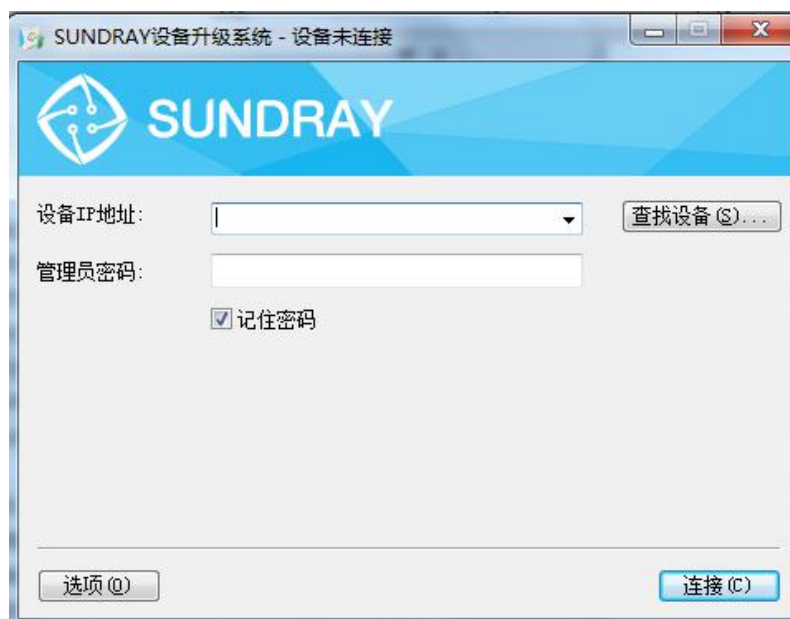 SUNDRAY设备升级系统 - 设备未连接
SUNDRAY
设备IP地址:
查找设备(S)...
管理员密码:
记住密码
选项(O)
连接(C)